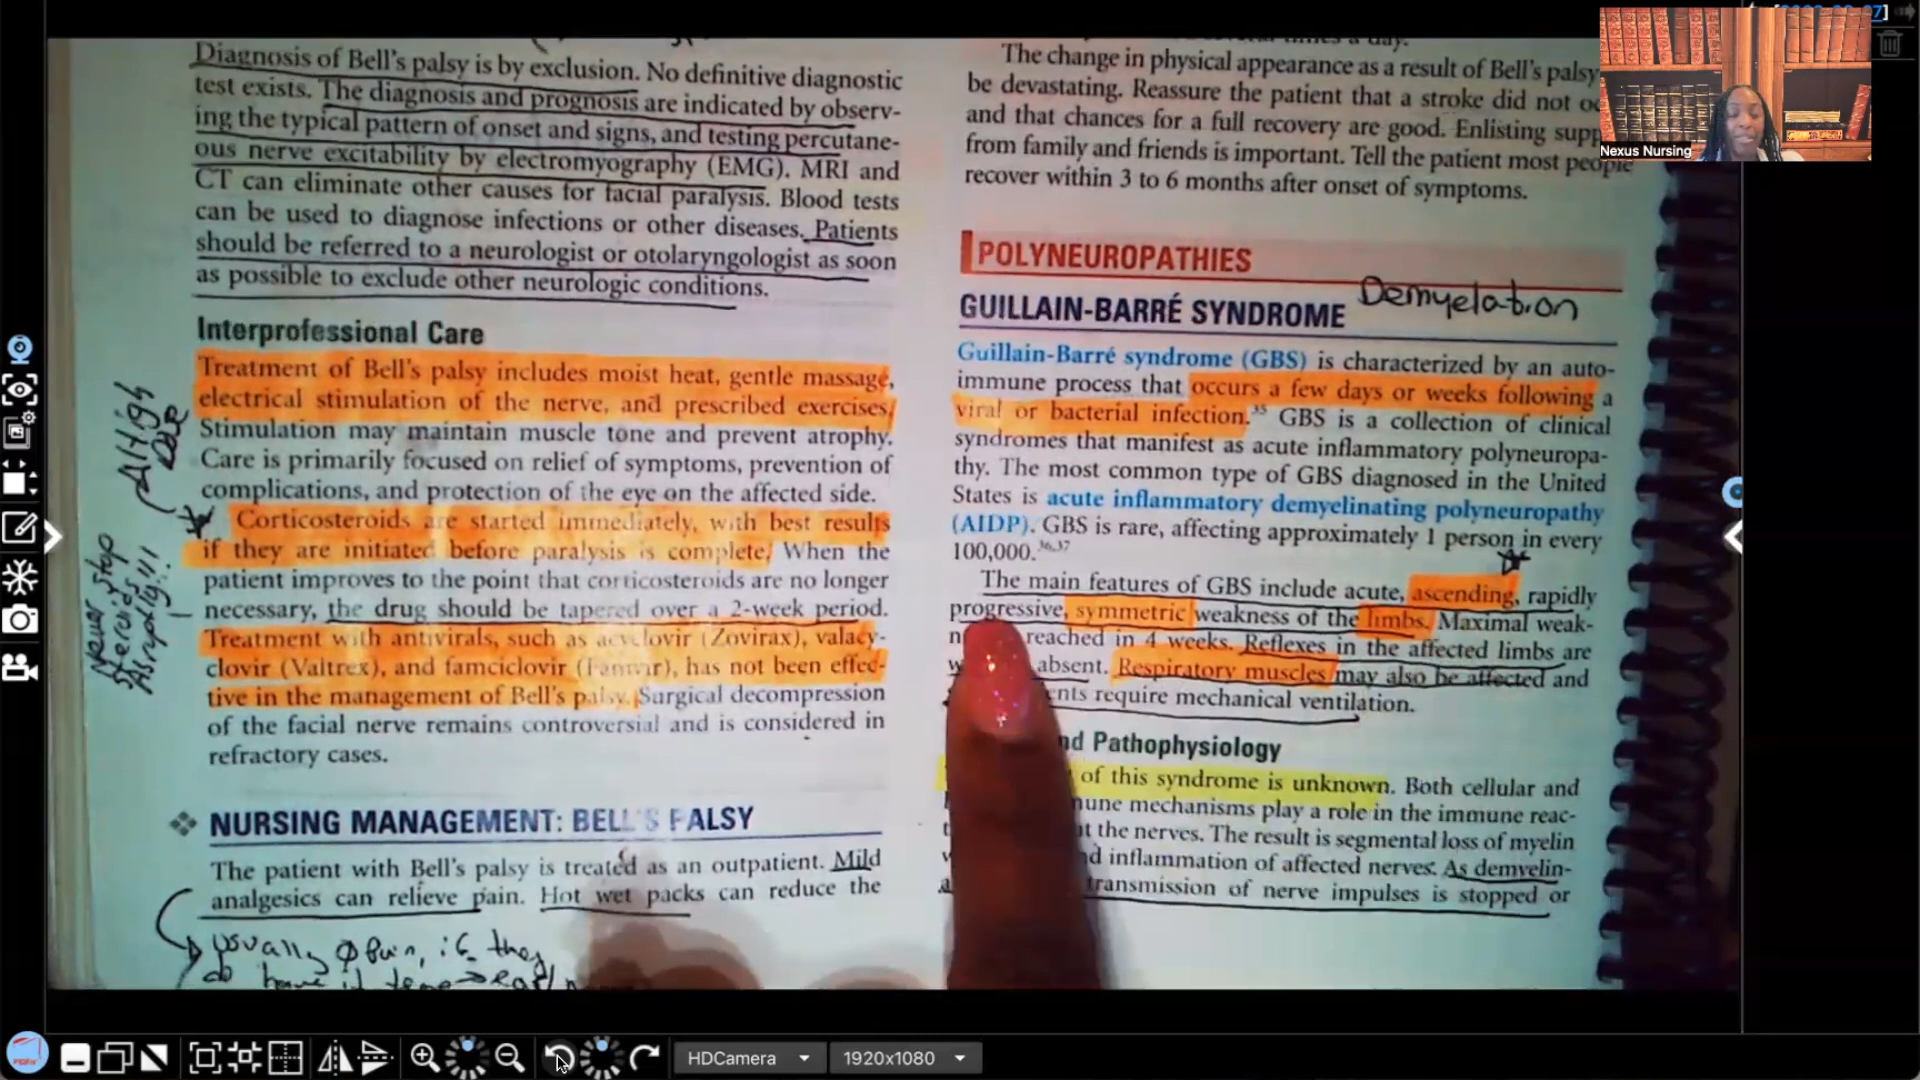 Diagnosis of Bell's palsy is by exclusion. No definitive diagnostic
test exists. The diagnosis and prognosis are indicated by observ-
ing the typical pattern of onset and signs, and testing percutane-
ous nerve excitability by electromyography (EMG). MRI and
CT can eliminate other causes for facial paralysis. Blood tests
can be used to diagnose infections or other diseases. Patients
should be referred to a neurologist or otolaryngologist as soon
as possible to exclude other neurologic conditions.
Interprofessional Care
Treatment of Bell's palsy includes moist heat, gentle massage,
electrical stimulation of the nerve, and prescribed exercises.
Stimulation may maintain muscle tone and prevent atrophy.
Care is primarily focused on relief of symptoms, prevention of
complications, and protection of the eye on the affected side.
Corticosteroids are started immediately, with best results
if they are initiated before paralysis is complete. When the
patient improves to the point that corticosteroids are no longer
necessary, the drug should be tapered over a 2-week period.
Treatment with antivirals, such as acyclovir (Zovirax), valacy-
clovir (Valtrex), and famciclovir (Famvir), has not been effec-
tive in the management of Bell's palsy. Surgical decompression
of the facial nerve remains controversial and is considered in
refractory cases.
High
Dose
Never stop
steroids
NURSING MANAGEMENT: BELL'S PALSY
The patient with Bell's palsy is treated as an outpatient. Mild
analgesics can relieve pain. Hot wet packs can reduce the
usually pain, if they
do have it
times a day.
The change in physical appearance as a result of Bell's palsy
be devastating. Reassure the patient that a stroke did not
and that chances for a full recovery are good. Enlisting
from family and friends is important. Tell the patient most people
recover within 3 to 6 months after onset of symptoms.
POLYNEUROPATHIES
GUILLAIN-BARRÉ SYNDROME Demyelation
Guillain-Barré syndrome (GBS) is characterized by an auto-
immune process that occurs a few days or weeks following a
viral or bacterial infection.35 GBS is a collection of clinical
syndromes that manifest as acute inflammatory polyneuropa-
thy. The most common type of GBS diagnosed in the United
States is acute inflammatory demyelinating polyneuropathy
(AIDP). GBS is rare, affecting approximately 1 person in every
100,000.36,37
The main features of GBS include acute, ascending, rapidly
progressive, symmetric weakness of the limbs. Maximal weak-
reached in 4 weeks. Reflexes in the affected limbs are
absent. Respiratory muscles may also be affected and
require mechanical ventilation.
Pathophysiology
of this syndrome is unknown. Both cellular and
mechanisms play a role in the immune reac-
the nerves. The result is segmental loss of myelin
inflammation of affected nerves. As demyelin-
transmission of nerve impulses is stopped or
Nexus Nursing
HDCamera
1920x1080